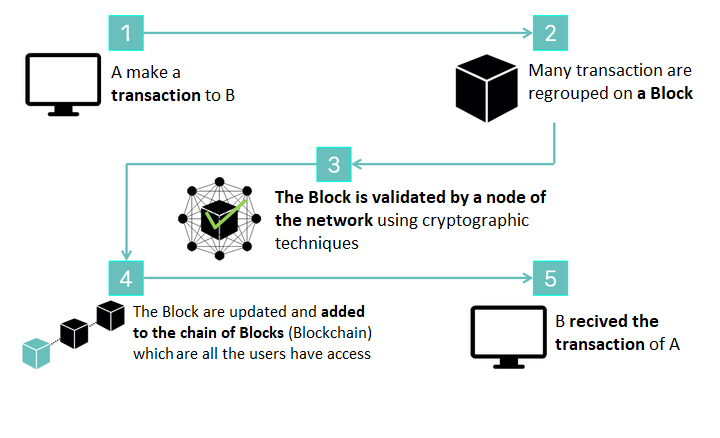 1
A make a
transaction to B
2
Many transaction are
regrouped on a Block
3
The Block is validated by a node of
the network using cryptographic
techniques
4
The Block are updated and added
to the chain of Blocks (Blockchain)
which are all the users have access
5
B recived the
transaction of A